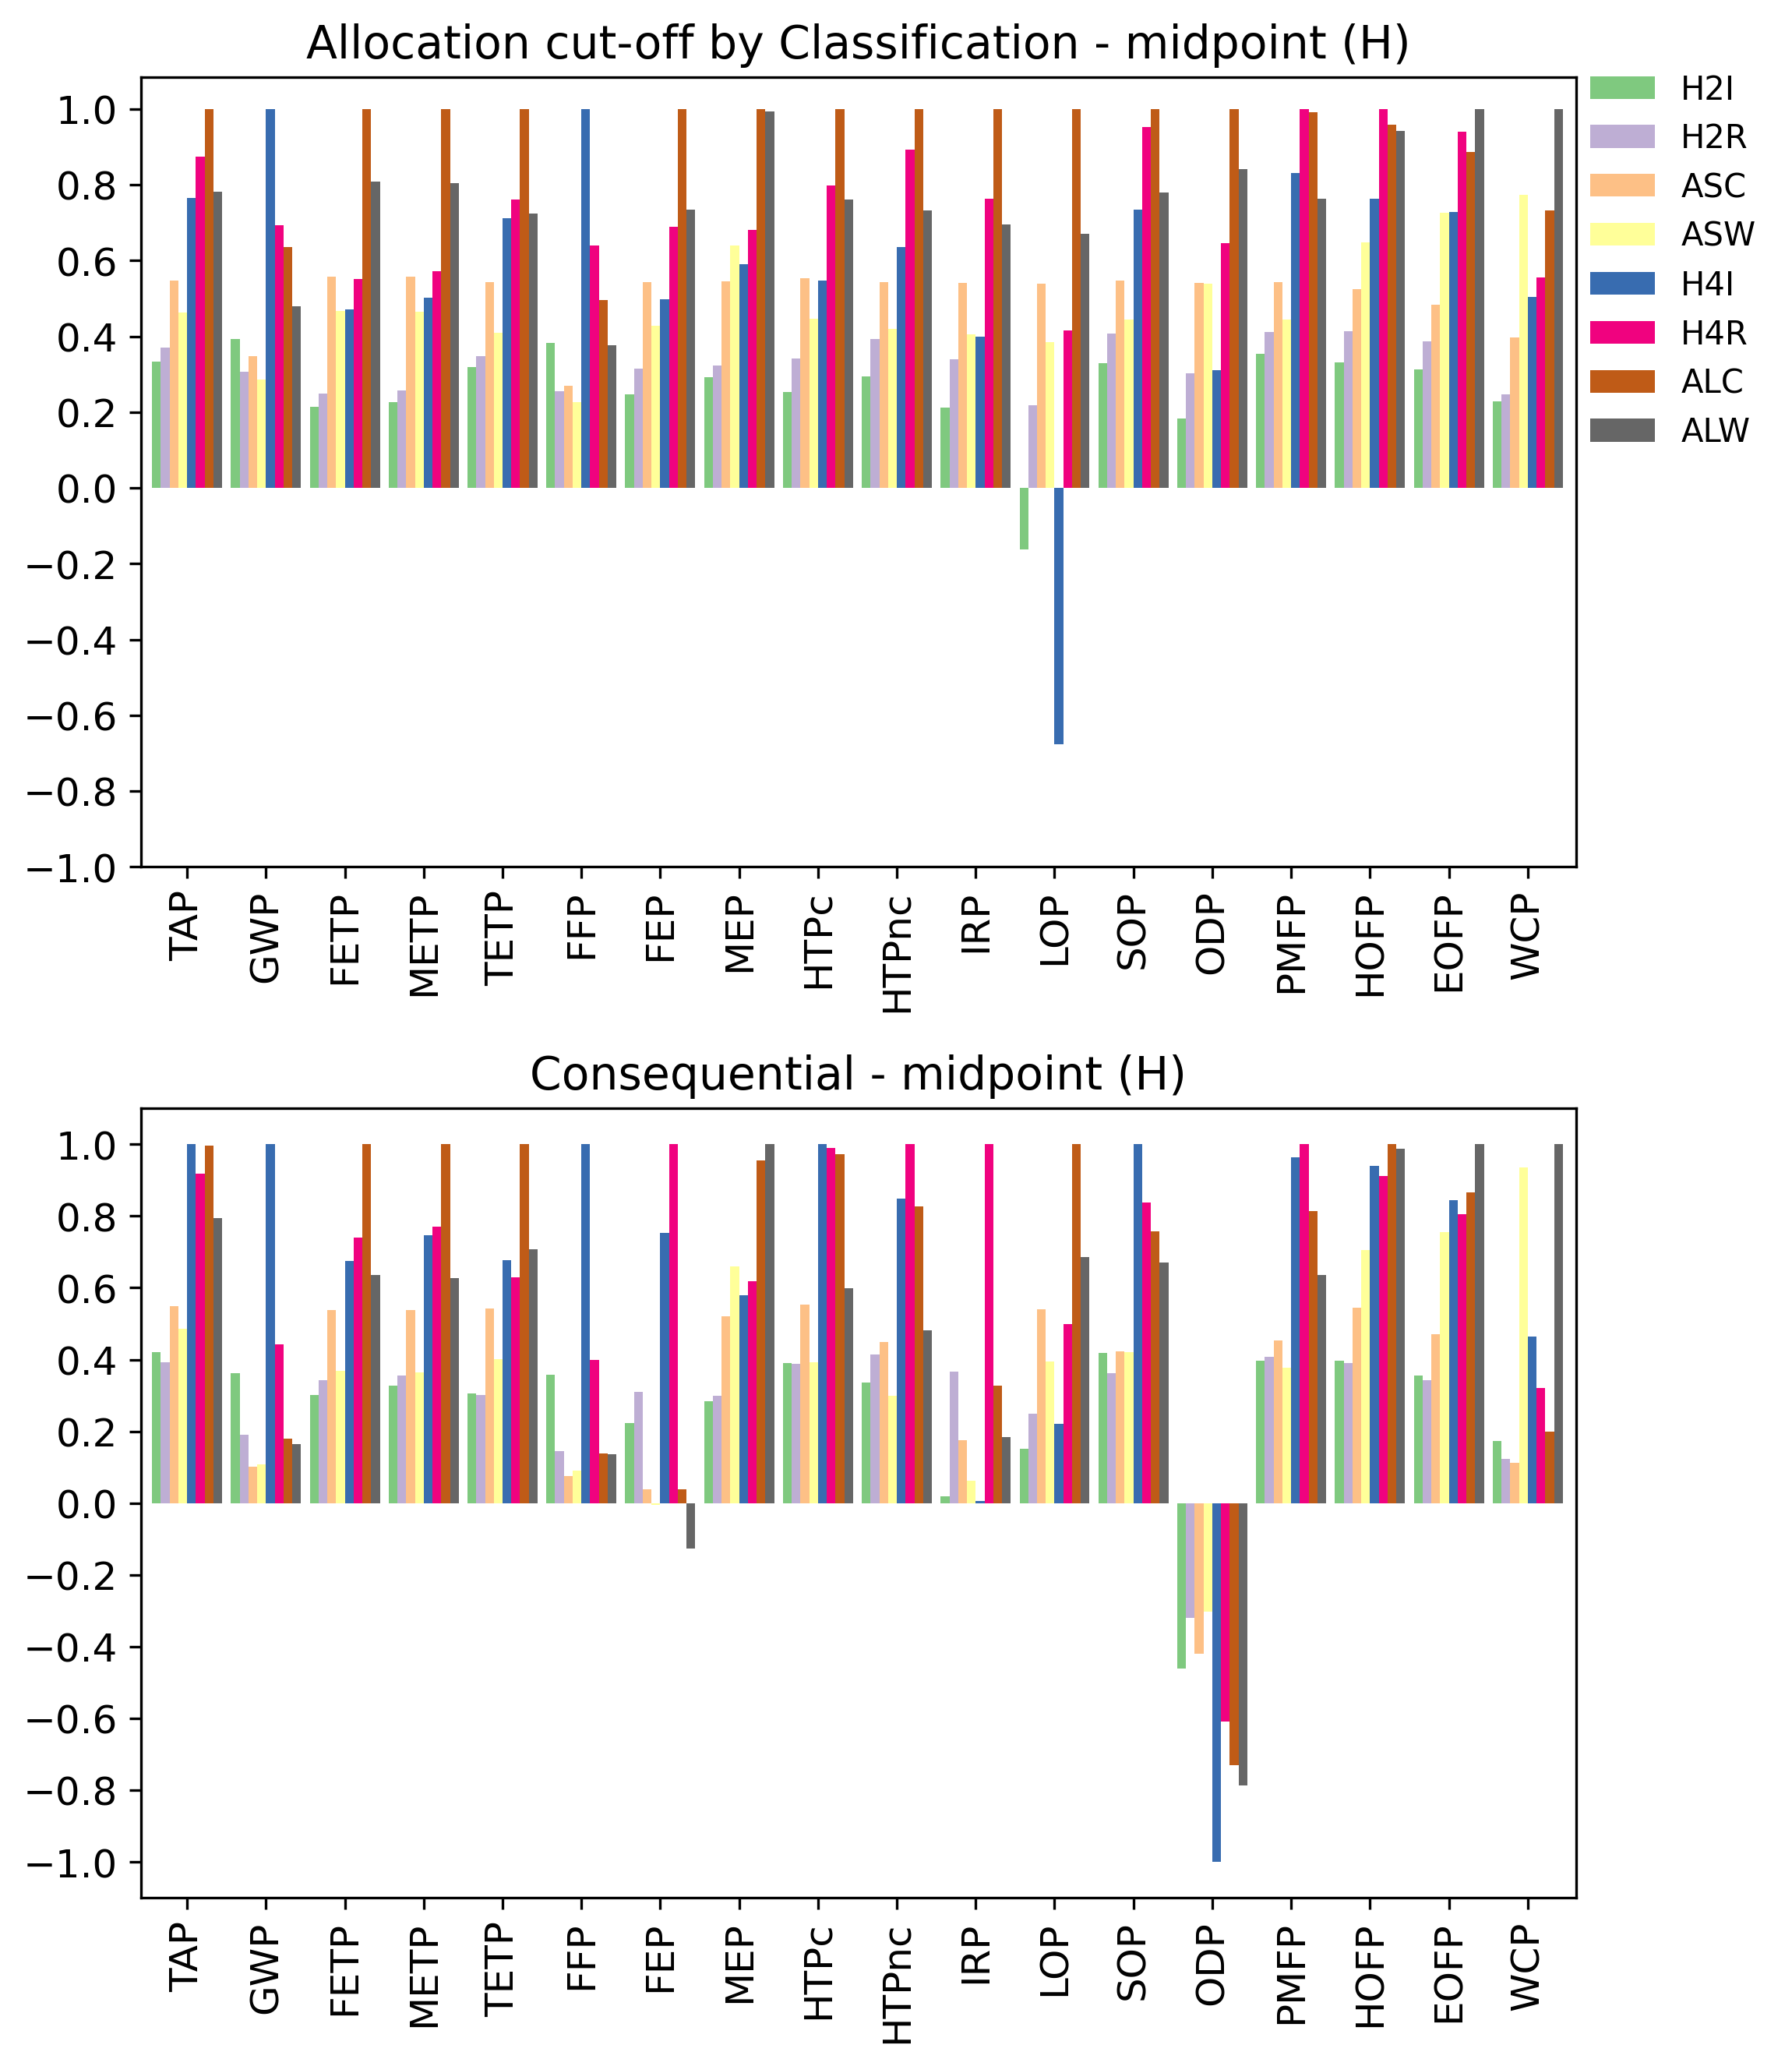 Allocation cut-off by Classification - midpoint (H)
1.0
0.8
0.6
0.4
0.2
0.0
−0.2
−0.4
−0.6
−0.8
−1.0
H2I
H2R
ASC
ASW
H4I
H4R
ALC
ALW
TAP
GWP
FETP
METP
TETP
FFP
FEP
MEP
HTPc
HTPnc
IRP
LOP
SOP
ODP
PMFP
HOFP
EOFP
WCP
Consequential - midpoint (H)
1.0
0.8
0.6
0.4
0.2
0.0
−0.2
−0.4
−0.6
−0.8
−1.0
TAP
GWP
FETP
METP
TETP
FFP
FEP
MEP
HTPc
HTPnc
IRP
LOP
SOP
ODP
PMFP
HOFP
EOFP
WCP